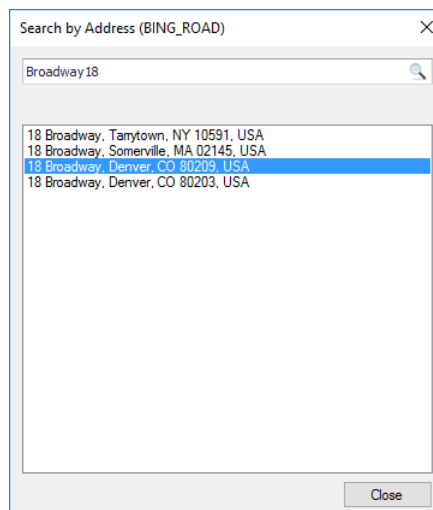 Search by Address (BING_ROAD)
Broadway18
18 Broadway, Tarrytown, NY 10591, USA
18 Broadway, Somerville, MA 02145, USA
18 Broadway, Denver, CO 80209, USA
18 Broadway, Denver, CO 80203, USA
Close